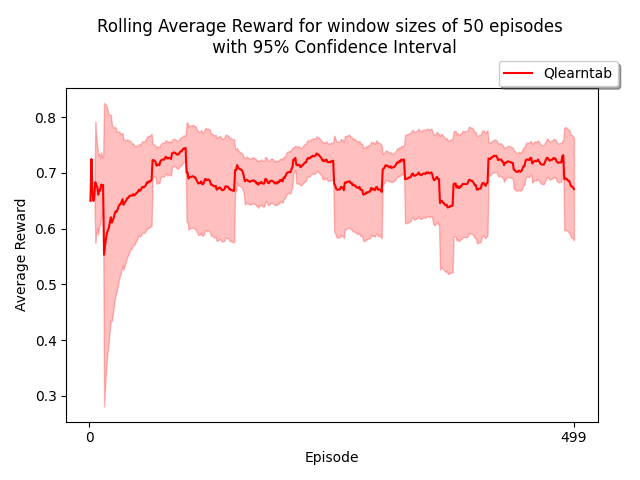 Rolling Average Reward for window sizes of 50 episodes
with 95% Confidence Interval
Qlearntab
0.8
0.7
0.6
0.5
0.4
0.3
Average Reward
0 499
Episode